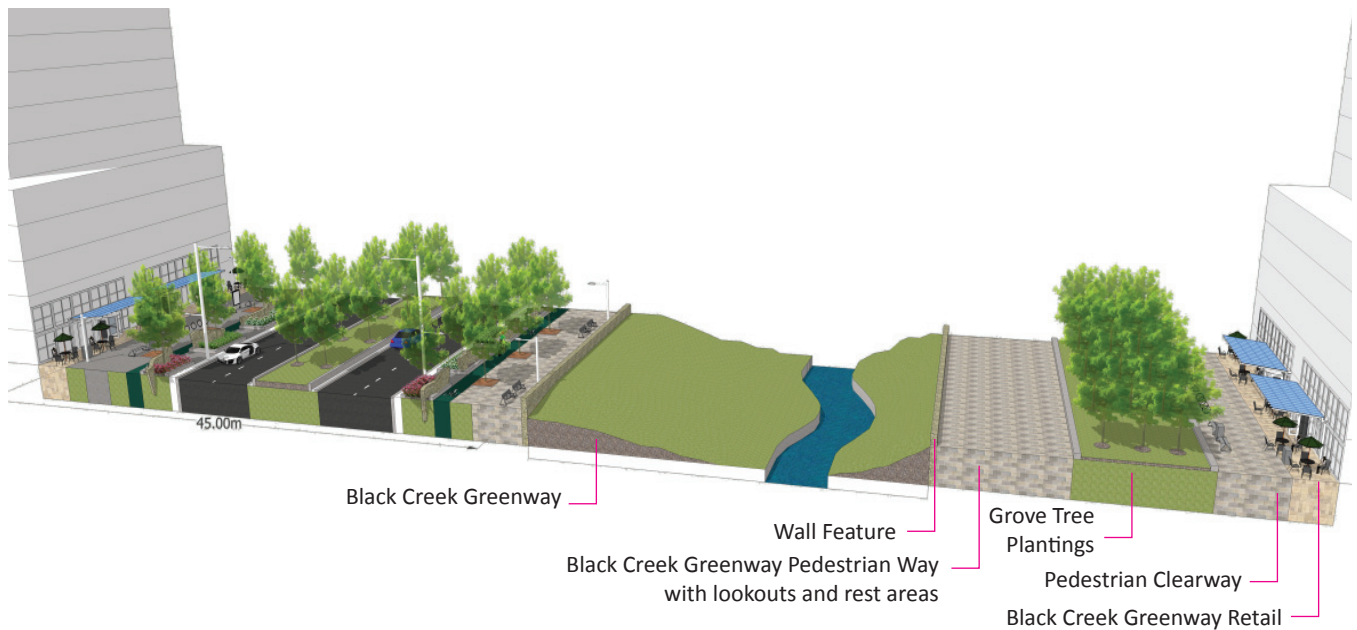 45.00m
Black Creek Greenway
Wall Feature
Black Creek Greenway Pedestrian Way
with lookouts and rest areas
Grove Tree
Plantings
Pedestrian Clearway
Black Creek Greenway Retail